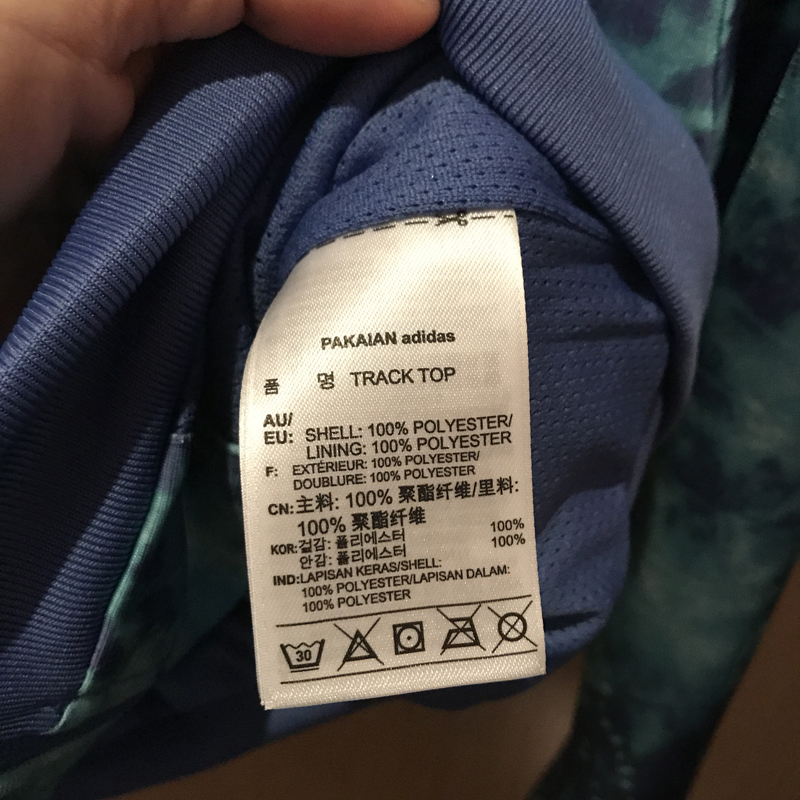 PAKAIAN adidas
품 명 TRACK TOP
AU/
EU: SHELL: 100% POLYESTER/
LINING: 100% POLYESTER
F: EXTÉRIEUR: 100% POLYESTER/
DOUBLURE: 100% POLYESTER
CN: 主料: 100% 聚酯纤维/里料:
100% 聚酯纤维
KOR: 겉감: 폴리에스터 100%
안감: 폴리에스터 100%
IND: LAPISAN KERAS/SHELL:
100% POLYESTER/LAPISAN DALAM:
100% POLYESTER
30